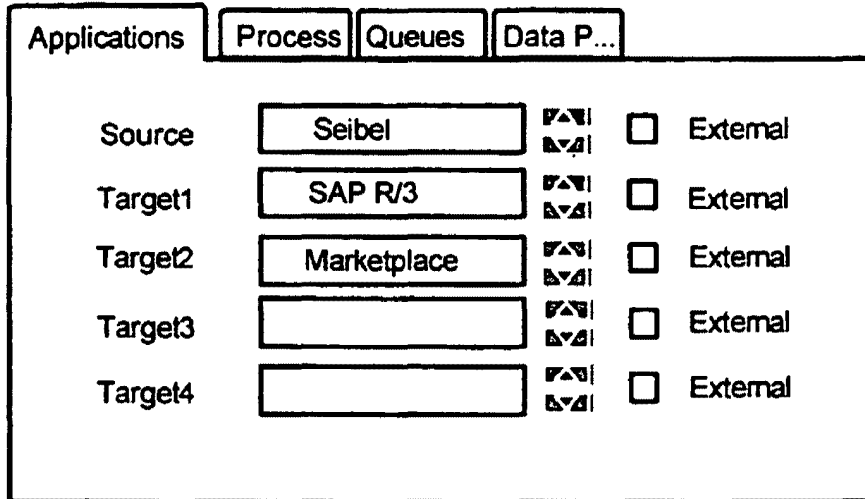 Applications Process Queues Data P...
Source Seibel External
Target1 SAP R/3 External
Target2 Marketplace External
Target3 External
Target4 External